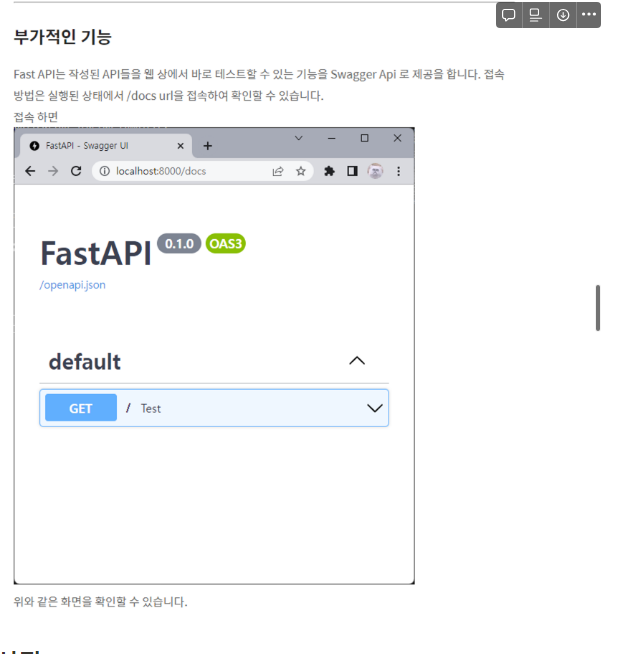 부가적인 기능
Fast API는 작성된 API들을 웹 상에서 바로 테스트할 수 있는 기능을 Swagger Api 로 제공을 합니다. 접속
방법은 실행된 상태에서 /docs url을 접속하여 확인할 수 있습니다.
접속 하면
FastAPI - Swagger UI
localhost:8000/docs
FastAPI 0.1.0 OAS3
/openapi.json
default
GET / Test
위와 같은 화면을 확인할 수 있습니다.